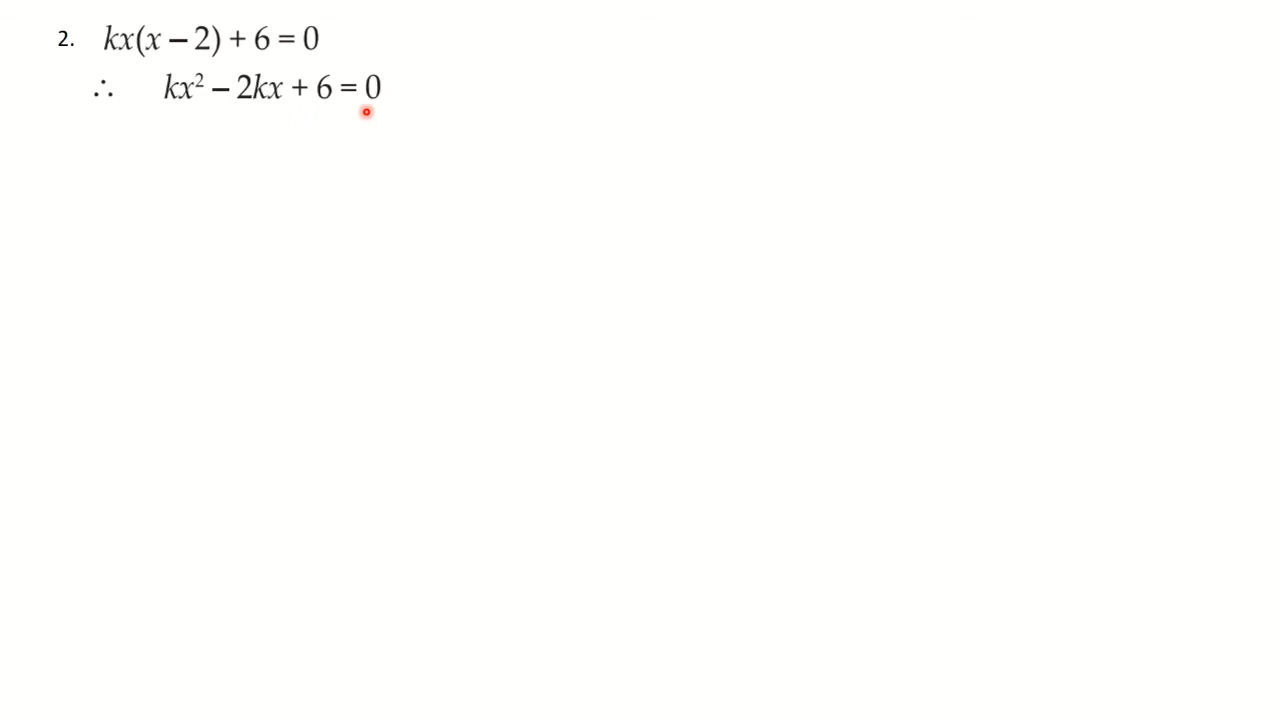 2. kx(x – 2) + 6 = 0
∴ kx² – 2kx + 6 = 0